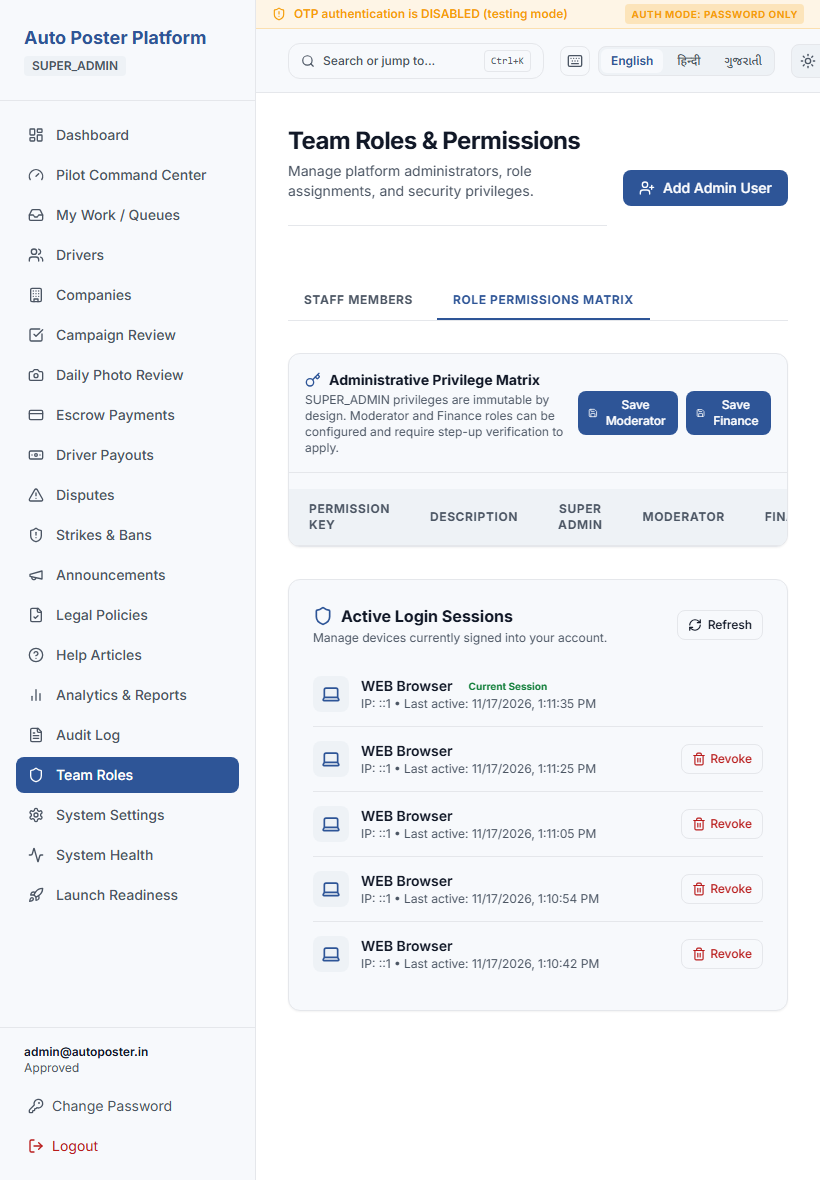 Auto Poster Platform
SUPER_ADMIN
Dashboard
Pilot Command Center
My Work / Queues
Drivers
Companies
Campaign Review
Daily Photo Review
Escrow Payments
Driver Payouts
Disputes
Strikes & Bans
Announcements
Legal Policies
Help Articles
Analytics & Reports
Audit Log
Team Roles
System Settings
System Health
Launch Readiness
admin@autoposter.in
Approved
Change Password
Logout
OTP authentication is DISABLED (testing mode)
AUTH MODE: PASSWORD ONLY
Search or jump to...
Ctrl+K
English
हिन्दी
ગુજરાતી
Team Roles & Permissions
Manage platform administrators, role
assignments, and security privileges.
Add Admin User
STAFF MEMBERS
ROLE PERMISSIONS MATRIX
Administrative Privilege Matrix
SUPER_ADMIN privileges are immutable by
design. Moderator and Finance roles can be
configured and require step-up verification to
apply.
Save
Moderator
Save
Finance
PERMISSION
KEY
DESCRIPTION
SUPER
ADMIN
MODERATOR
Active Login Sessions
Manage devices currently signed into your account.
Refresh
WEB Browser
Current Session
IP: ::1 • Last active: 11/17/2026, 1:11:35 PM
WEB Browser
IP: ::1 • Last active: 11/17/2026, 1:11:25 PM
Revoke
WEB Browser
IP: ::1 • Last active: 11/17/2026, 1:11:05 PM
Revoke
WEB Browser
IP: ::1 • Last active: 11/17/2026, 1:10:54 PM
Revoke
WEB Browser
IP: ::1 • Last active: 11/17/2026, 1:10:42 PM
Revoke